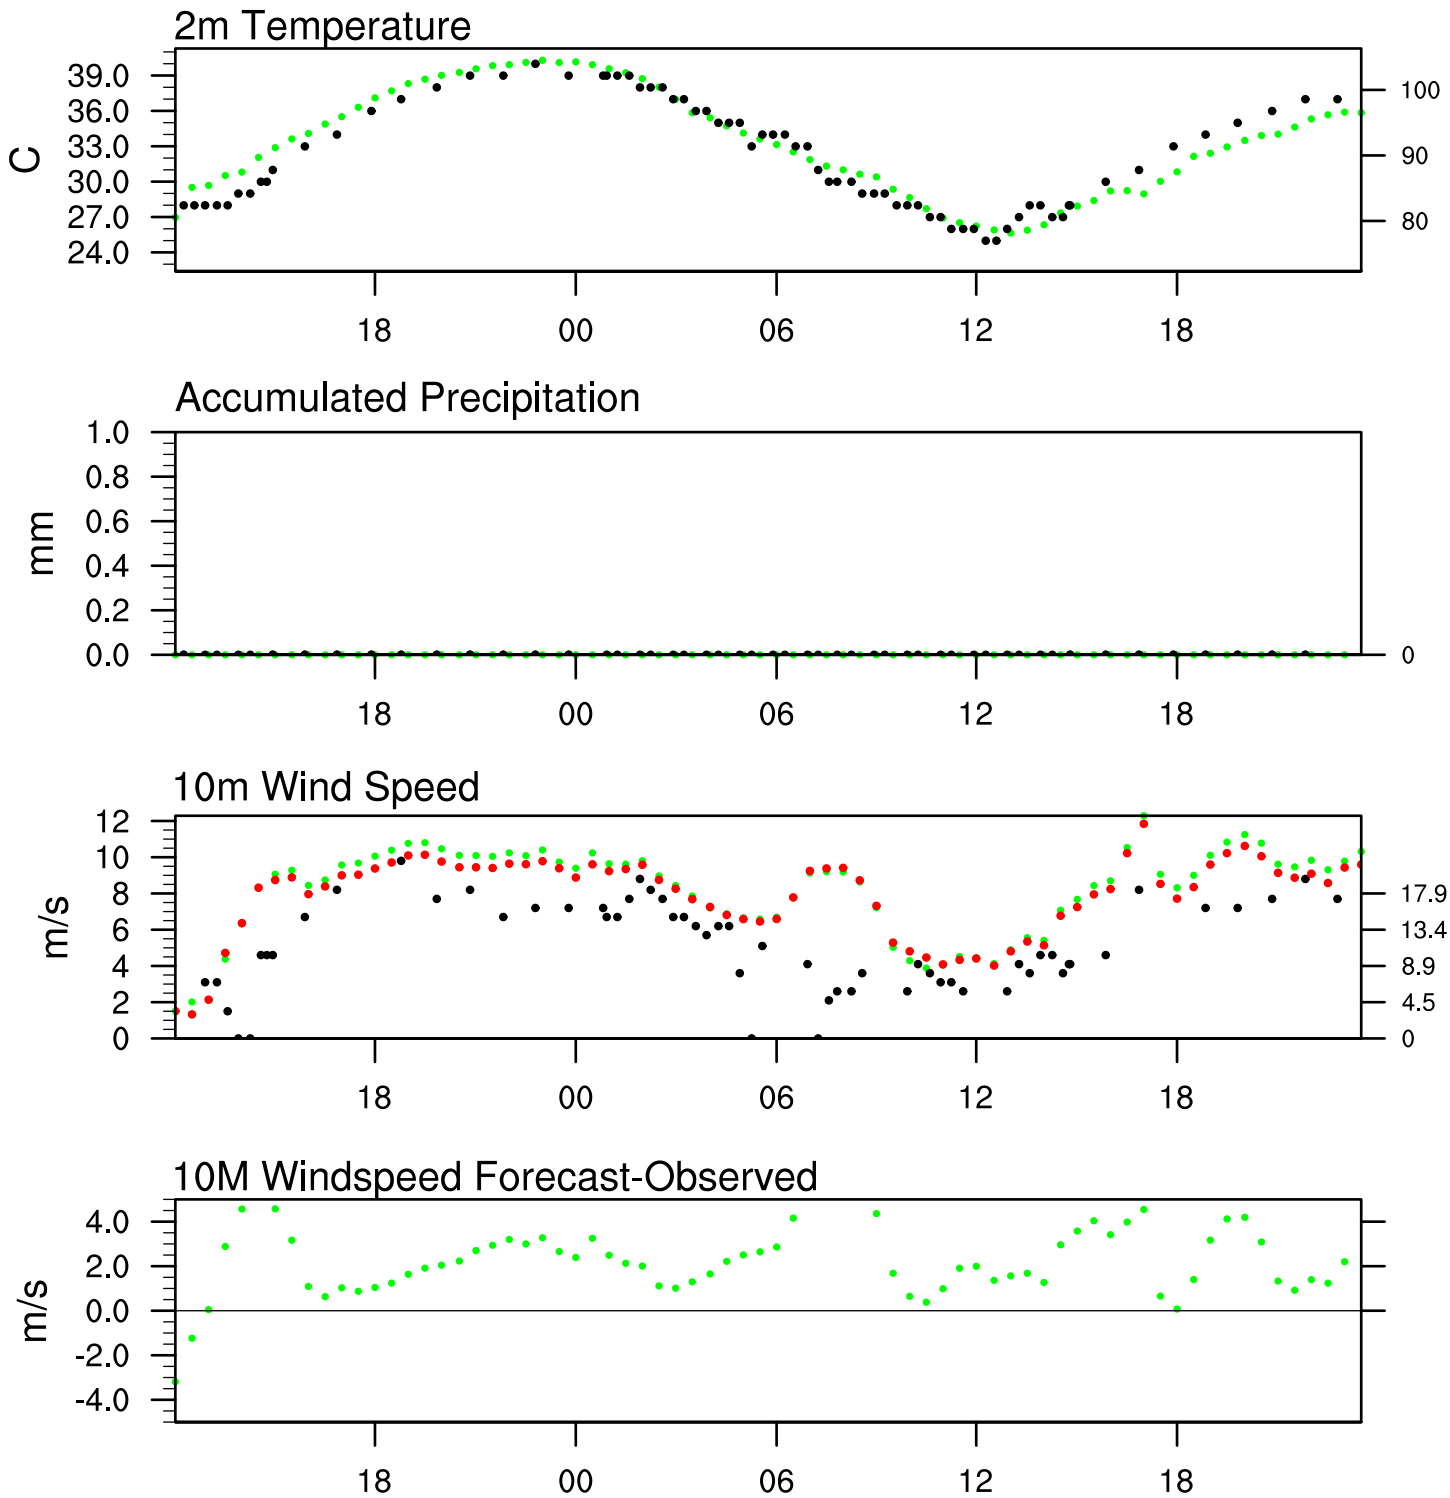 2m Temperature
39.0
36.0
33.0
30.0
27.0
24.0
C
100
90
80
18 00 06 12 18
Accumulated Precipitation
1.0
0.8
0.6
0.4
0.2
0.0
mm
0
18 00 06 12 18
10m Wind Speed
12
10
8
6
4
2
0
m/s
17.9
13.4
8.9
4.5
0
18 00 06 12 18
10M Windspeed Forecast-Observed
4.0
2.0
0.0
-2.0
-4.0
m/s
18 00 06 12 18